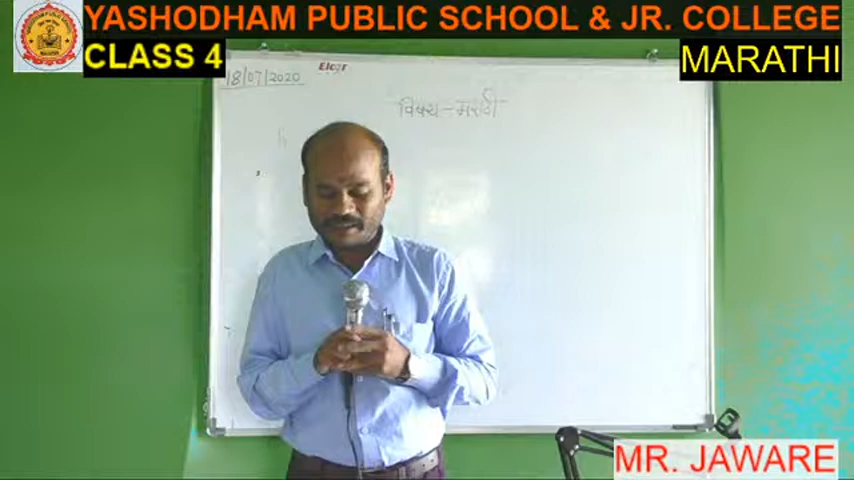 YASHODHAM PUBLIC SCHOOL & JR. COLLEGE
CLASS 4
MARATHI
18/07/2020
विषय - मराठी
MR. JAWARE